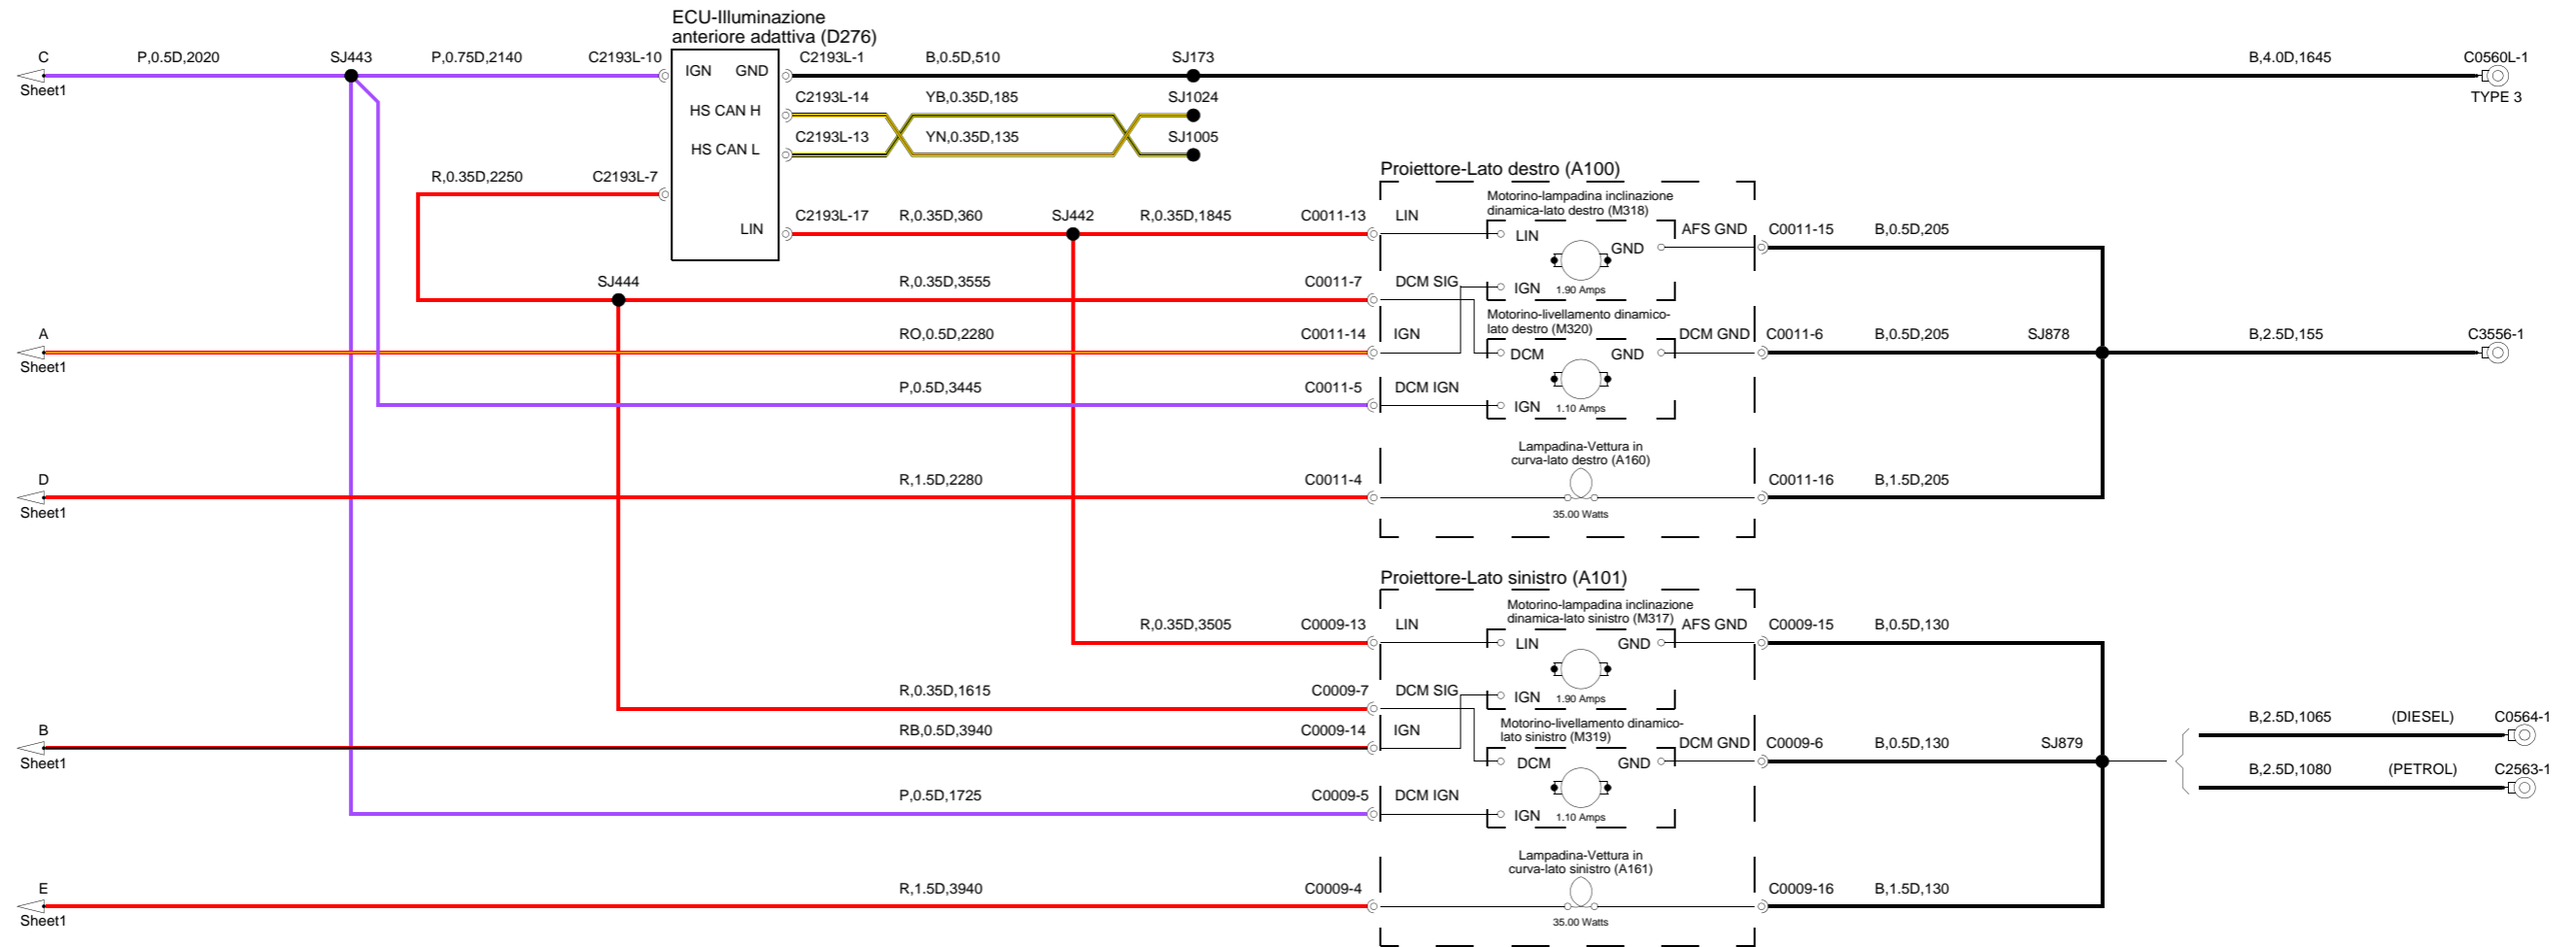 ECU-Illuminazione
anteriore adattiva (D276)
C
P,0.5D,2020
SJ443
P,0.75D,2140
C2193L-10
IGN
GND
C2193L-1
B,0.5D,510
SJ173
B,4.0D,1645
C0560L-1
Sheet1
TYPE 3
HS CAN H
C2193L-14
YB,0.35D,185
SJ1024
HS CAN L
C2193L-13
YN,0.35D,135
SJ1005
R,0.35D,2250
C2193L-7
LIN
C2193L-17
R,0.35D,360
SJ442
R,0.35D,1845
C0011-13
Proiettore-Lato destro (A100)
LIN
Motorino-lampadina inclinazione
dinamica-lato destro (M318)
LIN
GND
IGN
1.90 Amps
AFS GND
C0011-15
B,0.5D,205
SJ444
R,0.35D,3555
C0011-7
DCM SIG
A
Sheet1
RO,0.5D,2280
C0011-14
IGN
Motorino-livellamento dinamico-
lato destro (M320)
DCM
GND
IGN
1.10 Amps
DCM GND
C0011-6
B,0.5D,205
SJ878
B,2.5D,155
C3556-1
P,0.5D,3445
C0011-5
DCM IGN
D
Sheet1
R,1.5D,2280
C0011-4
Lampadina-Vettura in
curva-lato destro (A160)
35.00 Watts
C0011-16
B,1.5D,205
Proiettore-Lato sinistro (A101)
R,0.35D,3505
C0009-13
LIN
Motorino-lampadina inclinazione
dinamica-lato sinistro (M317)
LIN
GND
IGN
1.90 Amps
AFS GND
C0009-15
B,0.5D,130
R,0.35D,1615
C0009-7
DCM SIG
B
Sheet1
RB,0.5D,3940
C0009-14
IGN
Motorino-livellamento dinamico-
lato sinistro (M319)
DCM
GND
IGN
1.10 Amps
DCM GND
C0009-6
B,0.5D,130
SJ879
B,2.5D,1065
(DIESEL)
C0564-1
B,2.5D,1080
(PETROL)
C2563-1
P,0.5D,1725
C0009-5
DCM IGN
E
Sheet1
R,1.5D,3940
C0009-4
Lampadina-Vettura in
curva-lato sinistro (A161)
35.00 Watts
C0009-16
B,1.5D,130